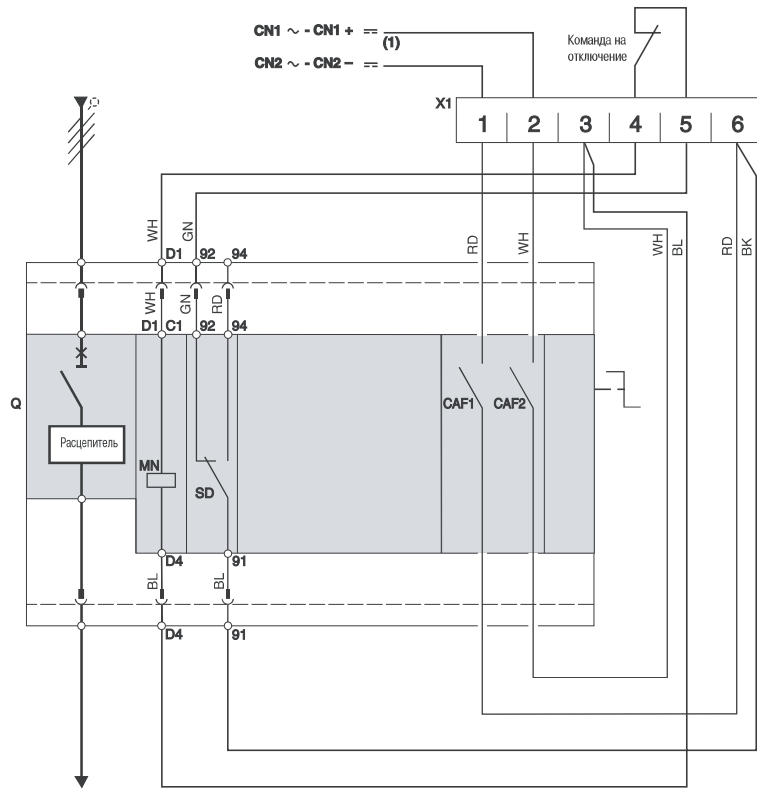 CN1 ~ - CN1 + ⎓
(1)
CN2 ~ - CN2 – ⎓
Команда на
отключение
X1
1 2 3 4 5 6
WH GN RD WH WH BL RD BK
D1 92 94
WH GN RD
D1 C1 92 94
Q
CAF1 CAF2
Расцепитель
MN
SD
D4 91
BL BL
D4 91